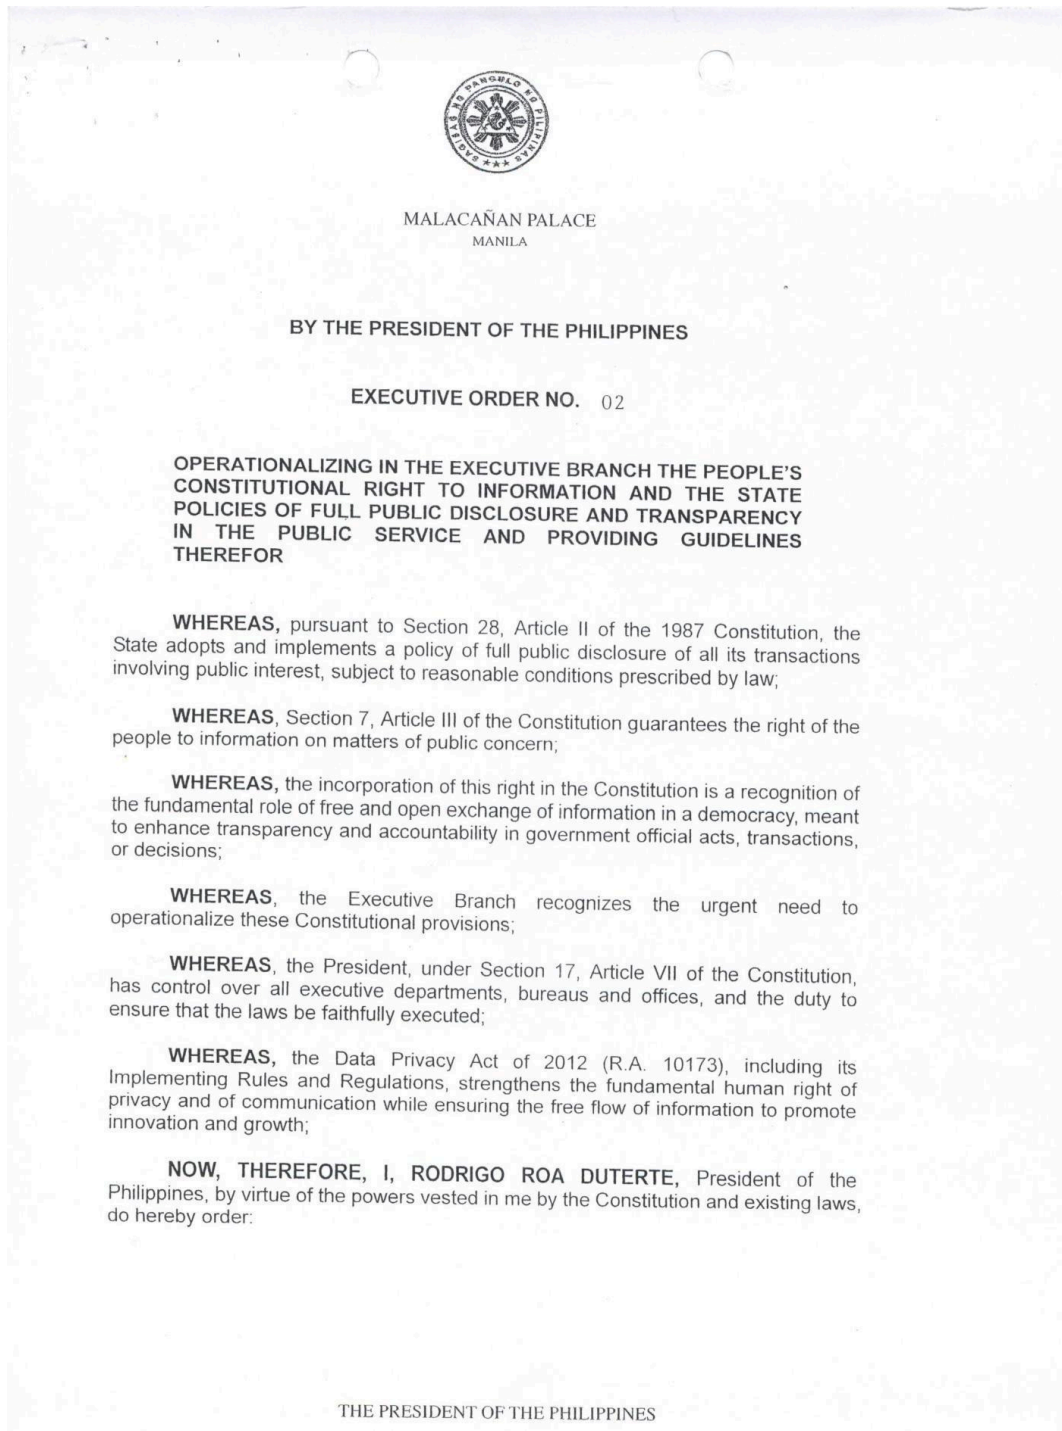 SAGISAG NG PANGULO NG PILIPINAS
MALACAÑAN PALACE
MANILA
BY THE PRESIDENT OF THE PHILIPPINES
EXECUTIVE ORDER NO. 02
OPERATIONALIZING IN THE EXECUTIVE BRANCH THE PEOPLE'S
CONSTITUTIONAL RIGHT TO INFORMATION AND THE STATE
POLICIES OF FULL PUBLIC DISCLOSURE AND TRANSPARENCY
IN THE PUBLIC SERVICE AND PROVIDING GUIDELINES
THEREFOR
WHEREAS, pursuant to Section 28, Article II of the 1987 Constitution, the
State adopts and implements a policy of full public disclosure of all its transactions
involving public interest, subject to reasonable conditions prescribed by law;
WHEREAS, Section 7, Article III of the Constitution guarantees the right of the
people to information on matters of public concern;
WHEREAS, the incorporation of this right in the Constitution is a recognition of
the fundamental role of free and open exchange of information in a democracy, meant
to enhance transparency and accountability in government official acts, transactions,
or decisions;
WHEREAS, the Executive Branch recognizes the urgent need to
operationalize these Constitutional provisions;
WHEREAS, the President, under Section 17, Article VII of the Constitution,
has control over all executive departments, bureaus and offices, and the duty to
ensure that the laws be faithfully executed;
WHEREAS, the Data Privacy Act of 2012 (R.A. 10173), including its
Implementing Rules and Regulations, strengthens the fundamental human right of
privacy and of communication while ensuring the free flow of information to promote
innovation and growth;
NOW, THEREFORE, I, RODRIGO ROA DUTERTE, President of the
Philippines, by virtue of the powers vested in me by the Constitution and existing laws,
do hereby order:
THE PRESIDENT OF THE PHILIPPINES